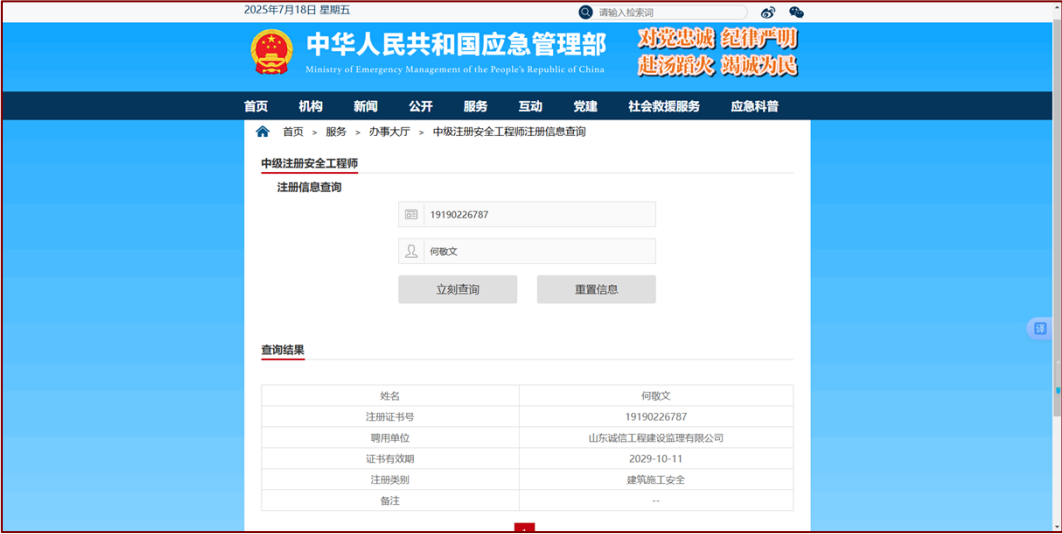 2025年7月18日 星期五 请输入检索词
中华人民共和国应急管理部
Ministry of Emergency Management of the People's Republic of China
对党忠诚 纪律严明
赴汤蹈火 竭诚为民
首页 机构 新闻 公开 服务 互动 党建 社会救援服务 应急科普
首页 > 服务 > 办事大厅 > 中级注册安全工程师注册信息查询
中级注册安全工程师
注册信息查询
19190226787
何敬文
立刻查询 重置信息
译
查询结果
姓名 何敬文
注册证书号 19190226787
聘用单位 山东诚信工程建设监理有限公司
证书有效期 2029-10-11
注册类别 建筑施工安全
备注 --
1